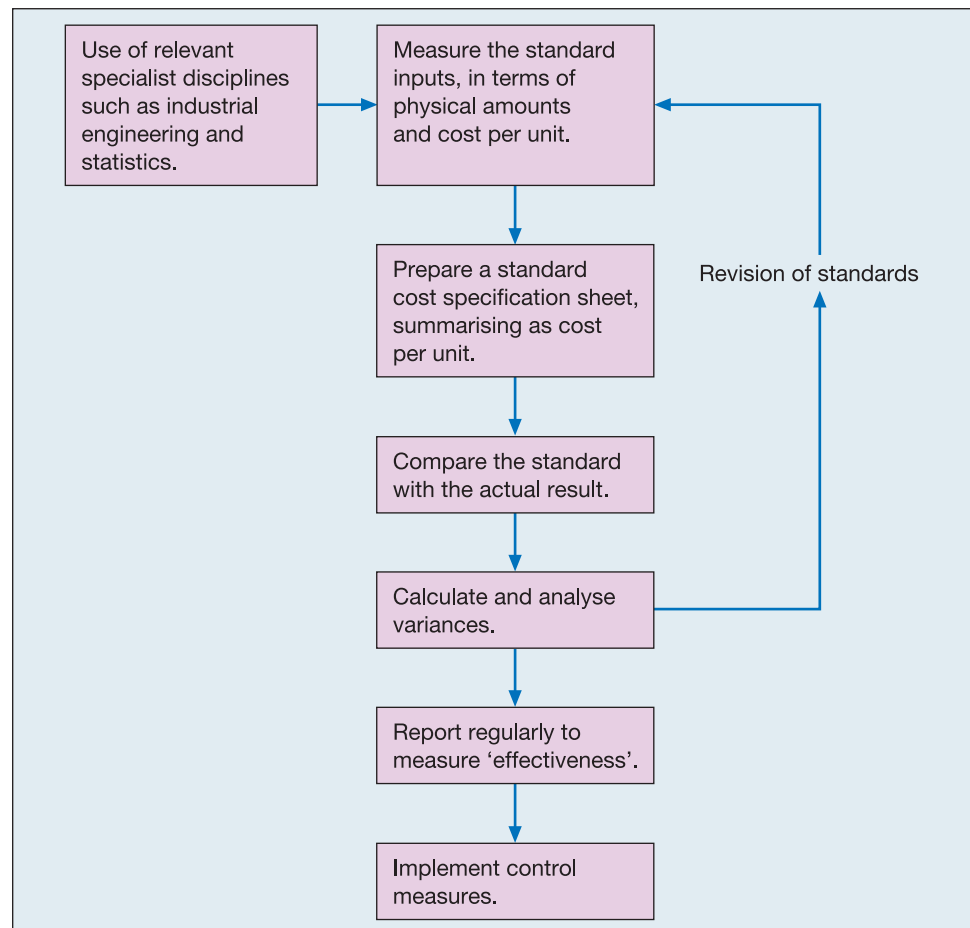 Use of relevant
specialist disciplines
such as industrial
engineering and
statistics.
Measure the standard
inputs, in terms of
physical amounts
and cost per unit.
Prepare a standard
cost specification sheet,
summarising as cost
per unit.
Revision of standards
Compare the standard
with the actual result.
Calculate and analyse
variances.
Report regularly to
measure ‘effectiveness’.
Implement control
measures.